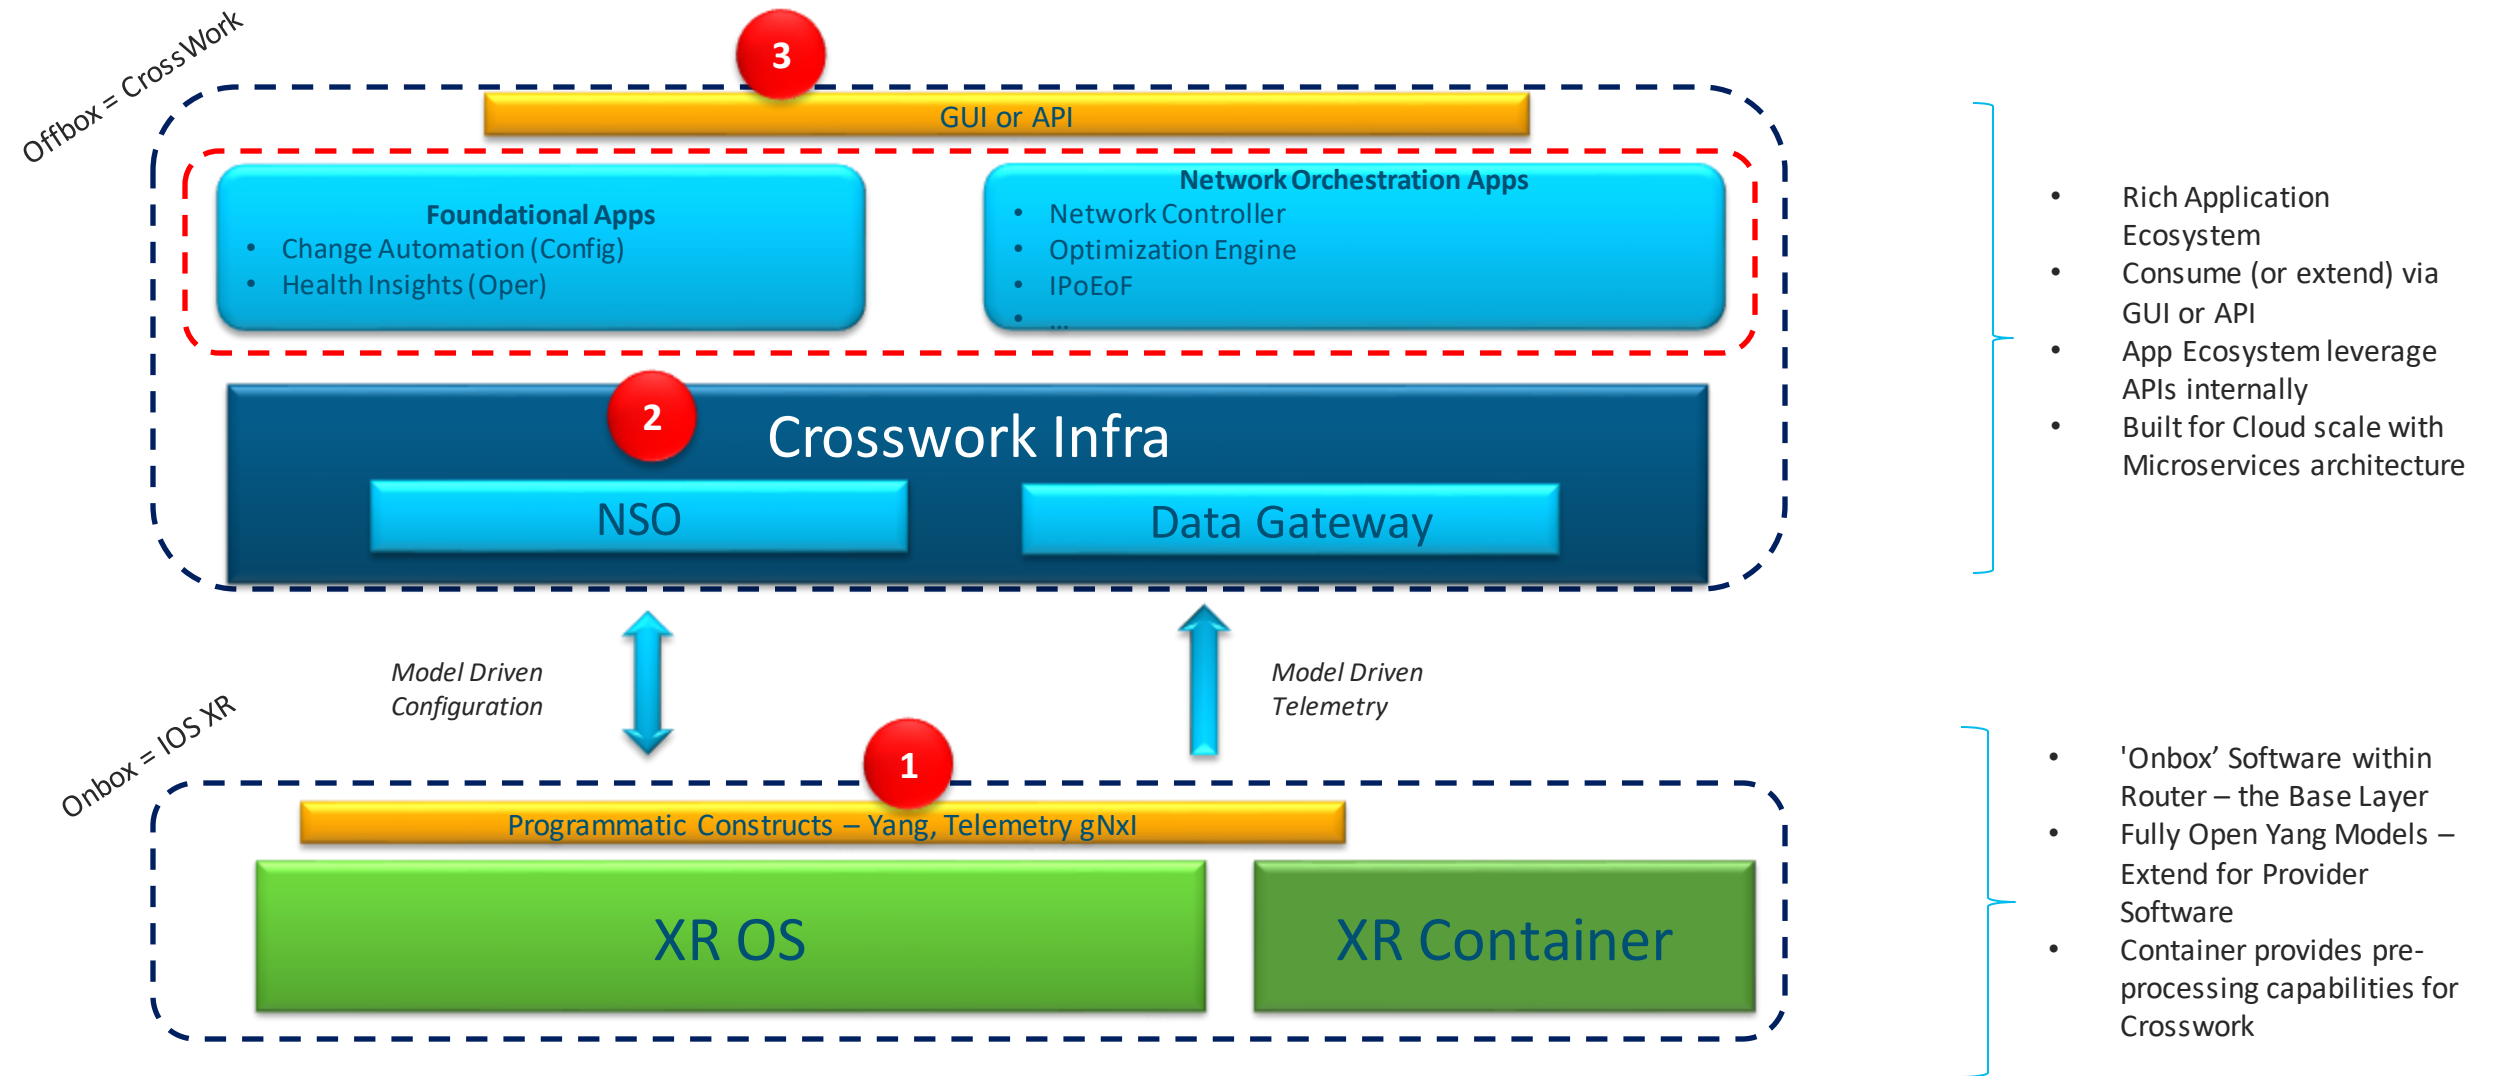 Offbox = CrossWork
3
GUI or API
Foundational Apps
• Change Automation (Config)
• Health Insights (Oper)
Network Orchestration Apps
• Network Controller
• Optimization Engine
• IPoEoF
• ...
2
Crosswork Infra
NSO
Data Gateway
• Rich Application
Ecosystem
• Consume (or extend) via
GUI or API
• App Ecosystem leverage
APIs internally
• Built for Cloud scale with
Microservices architecture
Model Driven
Configuration
Model Driven
Telemetry
Onbox = IOS XR
1
Programmatic Constructs – Yang, Telemetry gNxI
XR OS
XR Container
• 'Onbox’ Software within
Router – the Base Layer
• Fully Open Yang Models –
Extend for Provider
Software
• Container provides pre-
processing capabilities for
Crosswork